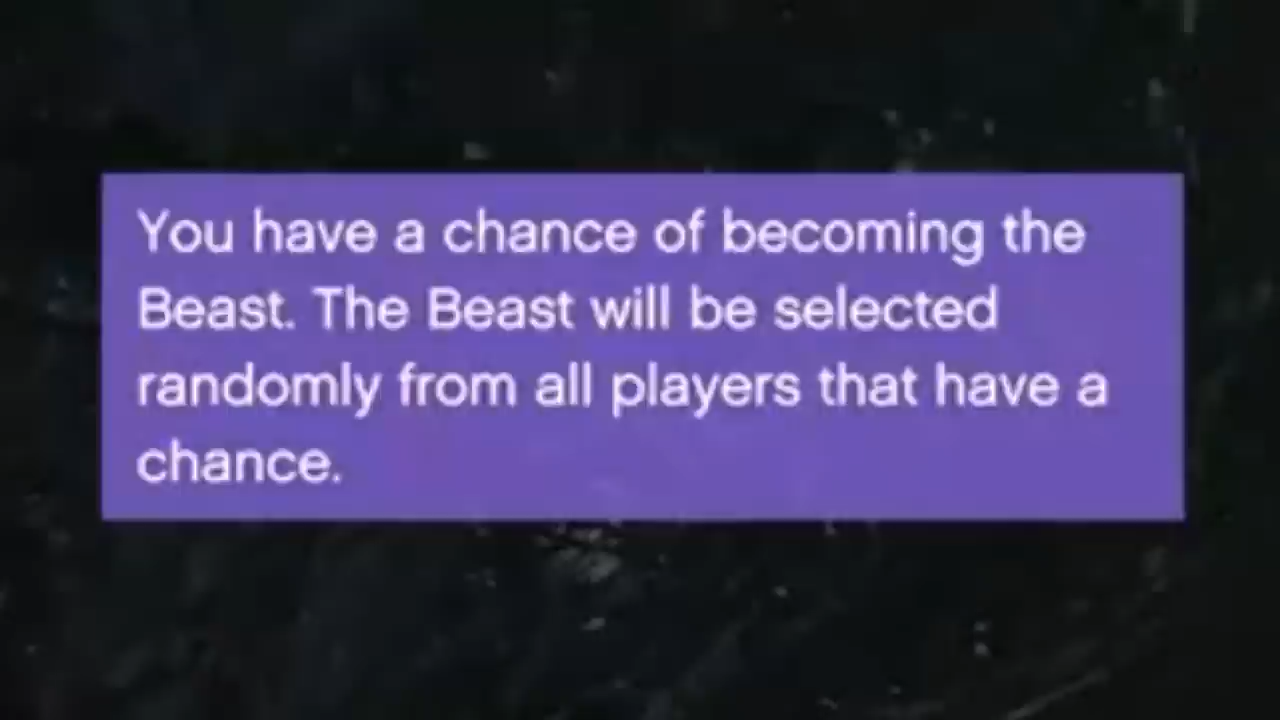 You have a chance of becoming the
Beast. The Beast will be selected
randomly from all players that have a
chance.